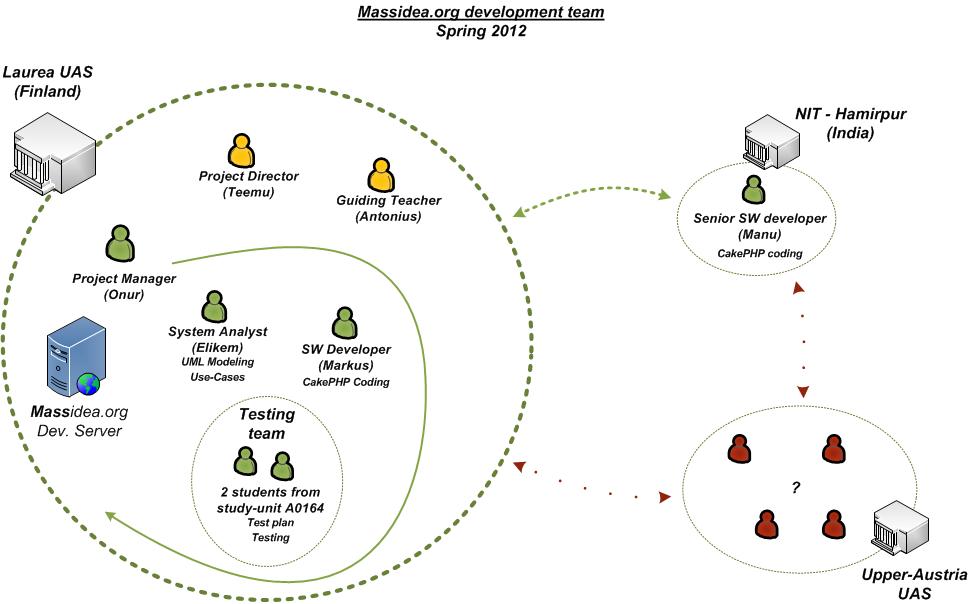 Massidea.org development team
Spring 2012
Laurea UAS
(Finland)
NIT - Hamirpur
(India)
Project Director
(Teemu)
Guiding Teacher
(Antonius)
Senior SW developer
(Manu)
CakePHP coding
Project Manager
(Onur)
System Analyst
(Elikem)
UML Modeling
Use-Cases
SW Developer
(Markus)
CakePHP Coding
Massidea.org
Dev. Server
Testing
team
2 students from
study-unit A0164
Test plan
Testing
?
Upper-Austria
UAS